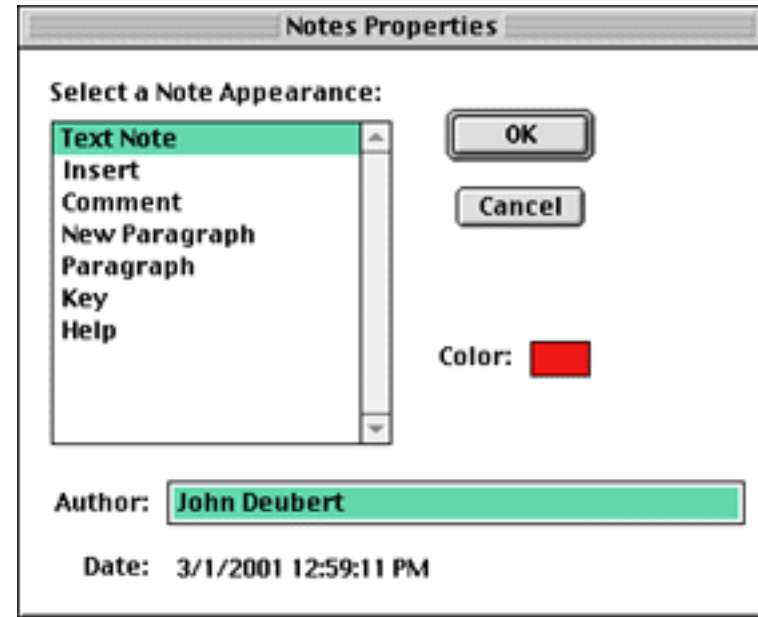 Notes Properties
Select a Note Appearance:
Text Note
Insert
Comment
New Paragraph
Paragraph
Key
Help
OK
Cancel
Color:
Author: John Deubert
Date: 3/1/2001 12:59:11 PM